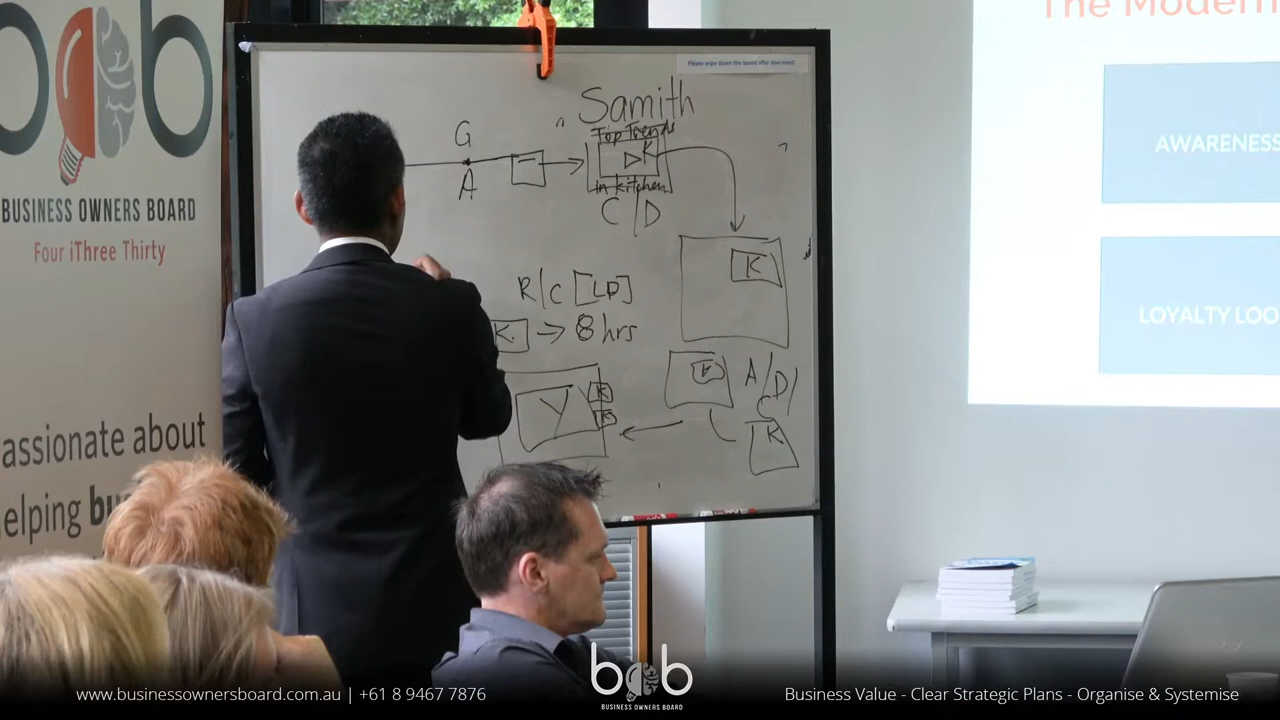 bob
BUSINESS OWNERS BOARD
Four iThree Thirty
assionate about
elping bu
Please wipe down the board after your event
Samith
G
A
Top Trends
K
in kitchen
C/D
K
R/C [LD]
K. → 8 hrs
K
A/D/
C
K
Y
K
K
The Modern
AWARENESS
LOYALTY LOO
www.businessownersboard.com.au | +61 8 9467 7876
bob
BUSINESS OWNERS BOARD
Business Value - Clear Strategic Plans - Organise & Systemise